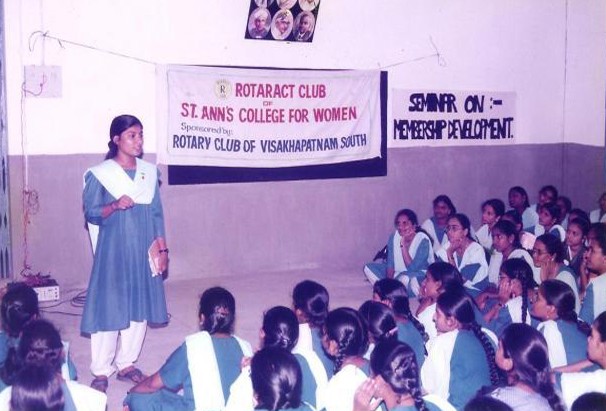 ROTARACT CLUB
OF
ST. ANN'S COLLEGE FOR WOMEN
Sponsored by:
ROTARY CLUB OF VISAKHAPATNAM SOUTH
SEMINAR ON :-
MEMBERSHIP DEVELOPMENT.